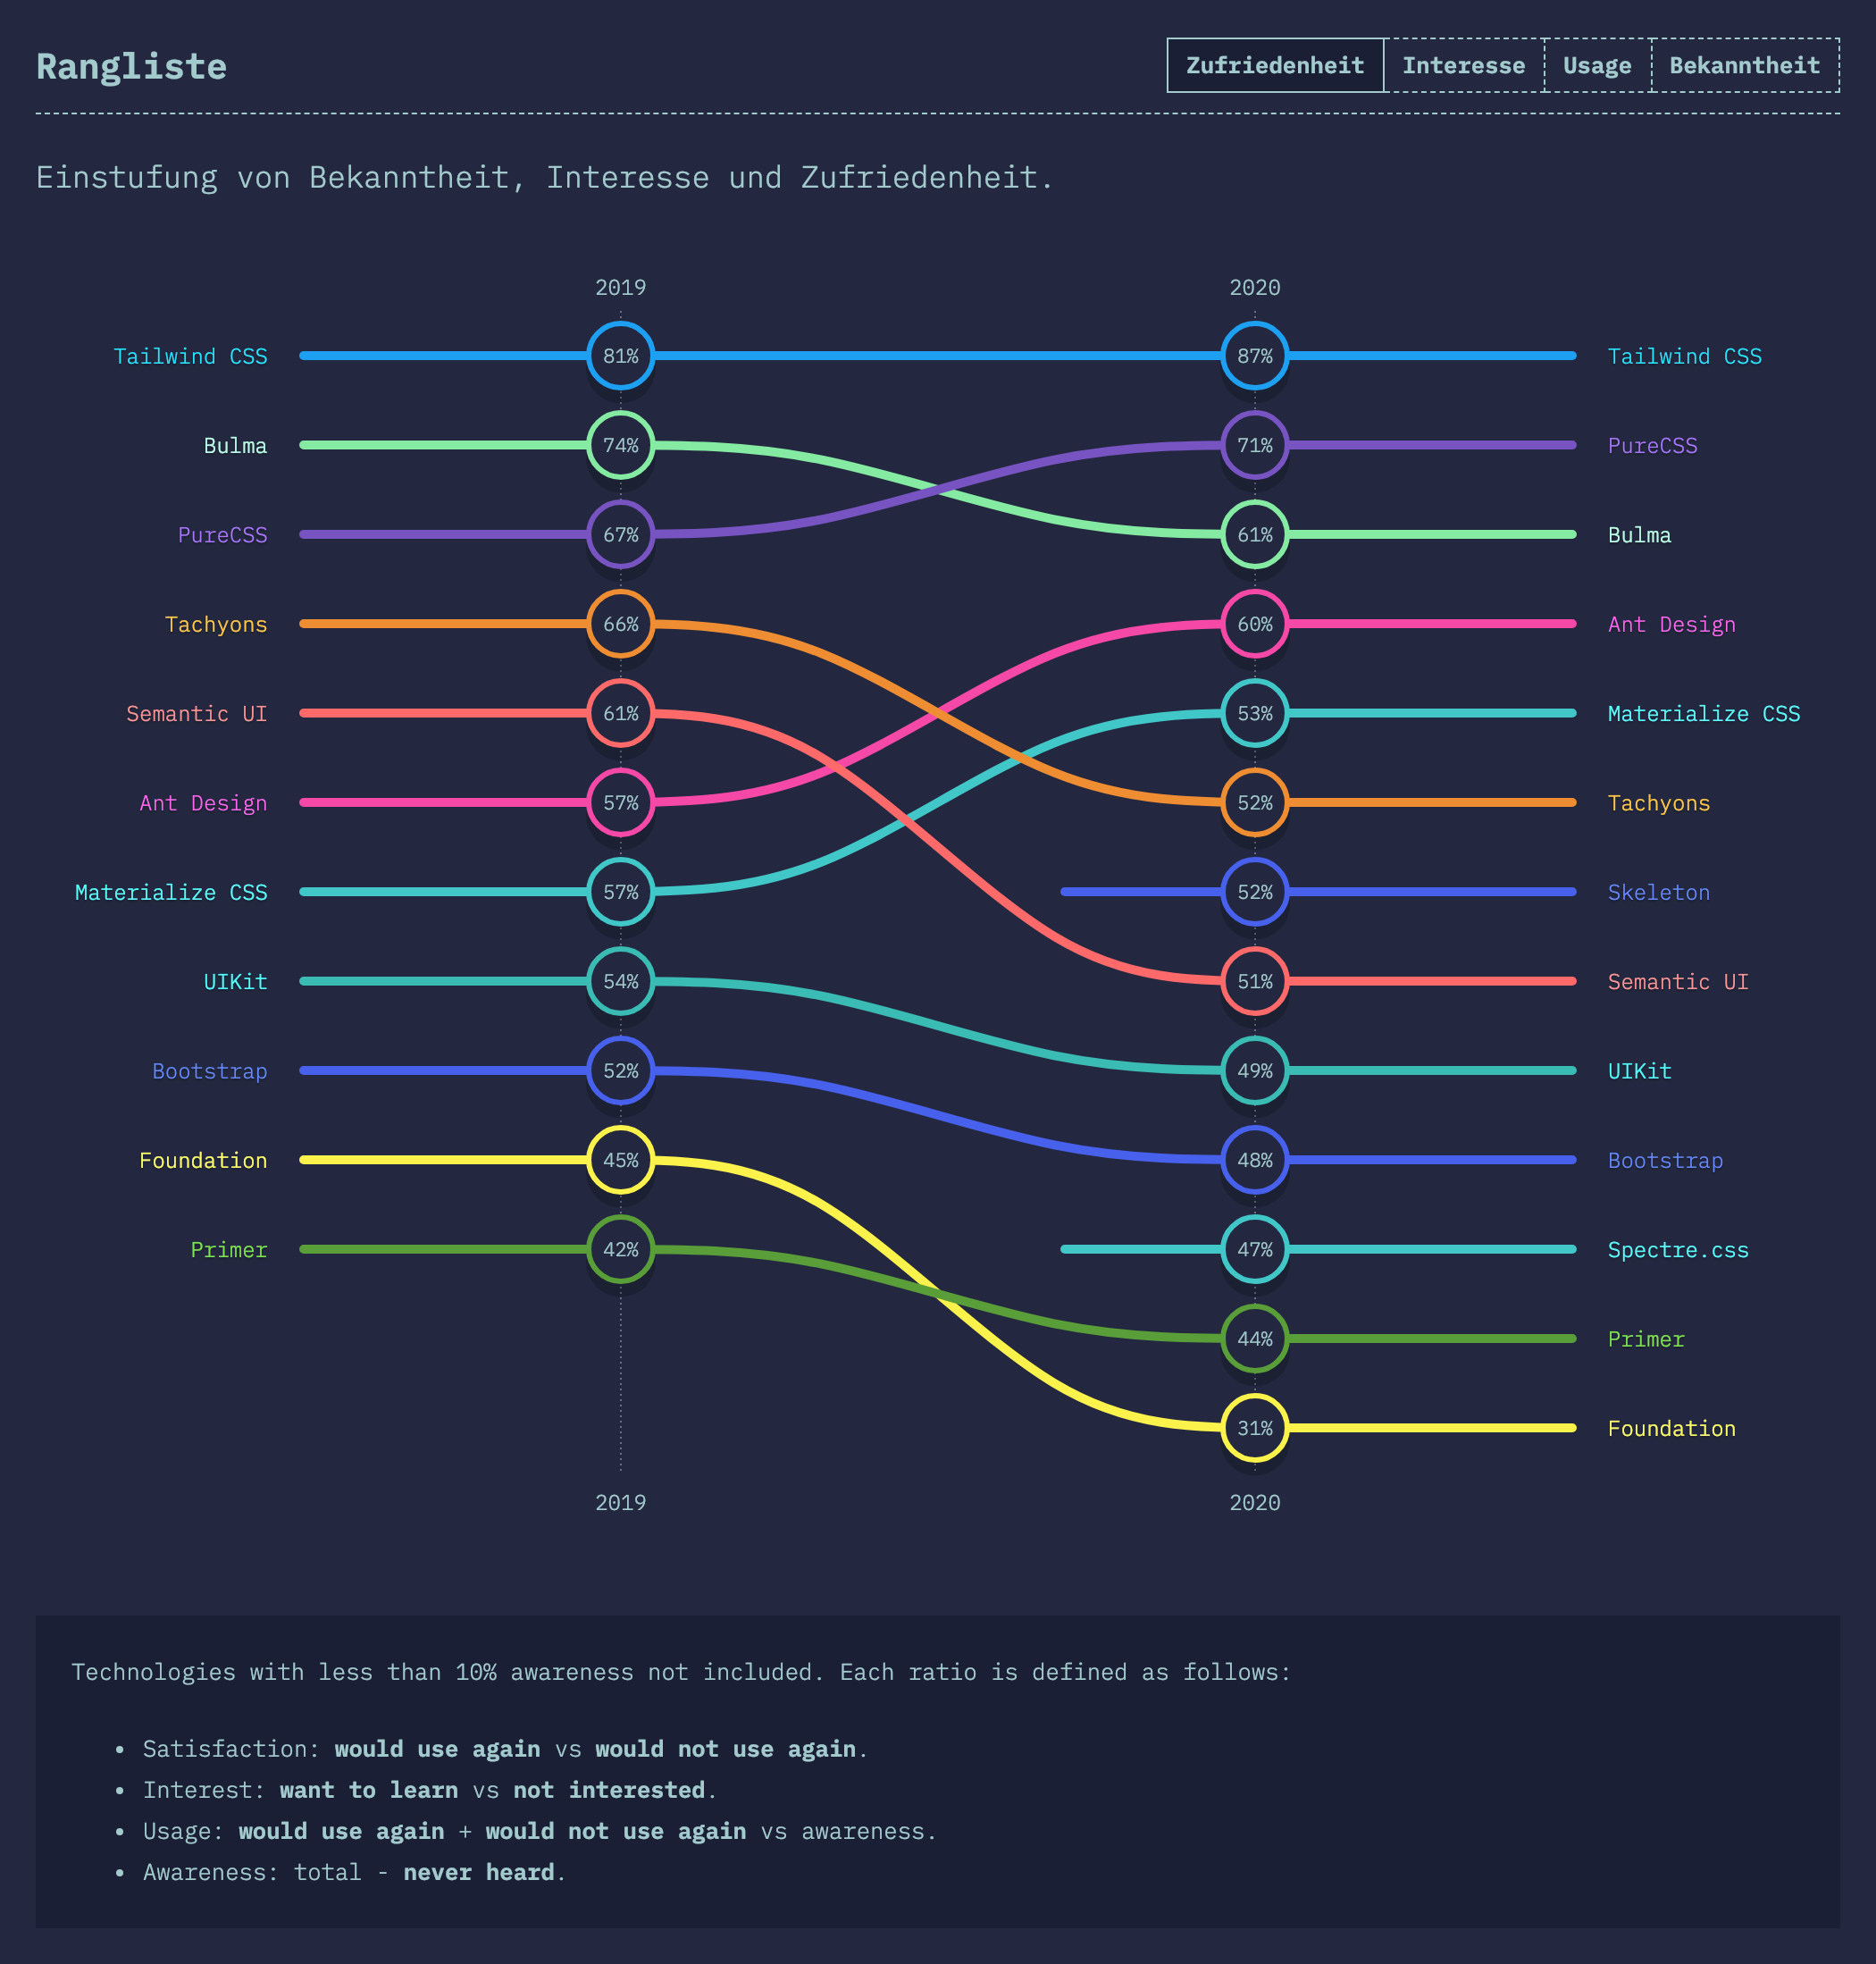 Rangliste
Zufriedenheit Interesse Usage Bekanntheit
Einstufung von Bekanntheit, Interesse und Zufriedenheit.
2019 2020
Tailwind CSS 81% 87% Tailwind CSS
Bulma 74% 71% PureCSS
PureCSS 67% 61% Bulma
Tachyons 66% 60% Ant Design
Semantic UI 61% 53% Materialize CSS
Ant Design 57% 52% Tachyons
Materialize CSS 57% 52% Skeleton
UIKit 54% 51% Semantic UI
Bootstrap 52% 49% UIKit
Foundation 45% 48% Bootstrap
Primer 42% 47% Spectre.css
44% Primer
31% Foundation
2019 2020
Technologies with less than 10% awareness not included. Each ratio is defined as follows:
• Satisfaction: would use again vs would not use again.
• Interest: want to learn vs not interested.
• Usage: would use again + would not use again vs awareness.
• Awareness: total - never heard.